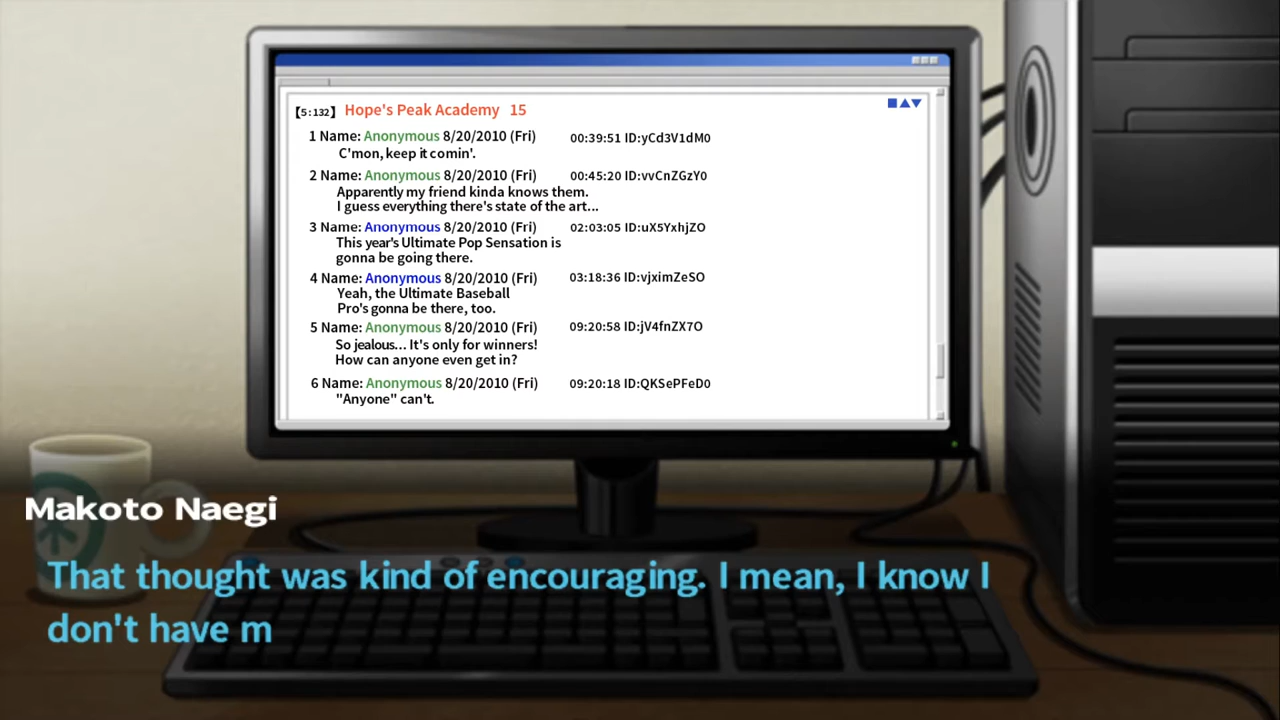 【5:132】 Hope's Peak Academy 15
1 Name: Anonymous 8/20/2010 (Fri) 00:39:51 ID:yCd3V1dM0
C'mon, keep it comin'.
2 Name: Anonymous 8/20/2010 (Fri) 00:45:20 ID:vvCnZGzY0
Apparently my friend kinda knows them.
I guess everything there's state of the art...
3 Name: Anonymous 8/20/2010 (Fri) 02:03:05 ID:uX5YxhjZO
This year's Ultimate Pop Sensation is
gonna be going there.
4 Name: Anonymous 8/20/2010 (Fri) 03:18:36 ID:vjximZeSO
Yeah, the Ultimate Baseball
Pro's gonna be there, too.
5 Name: Anonymous 8/20/2010 (Fri) 09:20:58 ID:jV4fnZX7O
So jealous... It's only for winners!
How can anyone even get in?
6 Name: Anonymous 8/20/2010 (Fri) 09:20:18 ID:QKSePFeD0
"Anyone" can't.
Makoto Naegi
That thought was kind of encouraging. I mean, I know I
don't have m